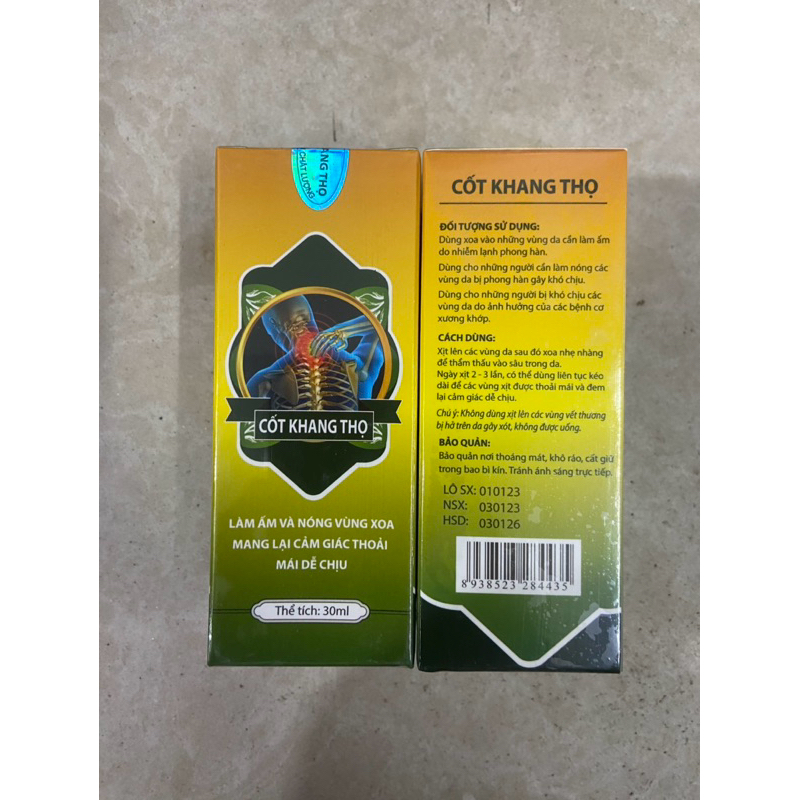 ANG THỌ
CHẤT LƯỢNG
CỐT KHANG THỌ
LÀM ẤM VÀ NÓNG VÙNG XOA
MANG LẠI CẢM GIÁC THOẢI
MÁI DỄ CHỊU
Thể tích: 30ml
CỐT KHANG THỌ
ĐỐI TƯỢNG SỬ DỤNG:
Dùng xoa vào những vùng da cần làm ấm
do nhiễm lạnh phong hàn.
Dùng cho những người cần làm nóng các
vùng da bị phong hàn gây khó chịu.
Dùng cho những người bị khó chịu các
vùng da do ảnh hưởng của các bệnh cơ
xương khớp.
CÁCH DÙNG:
Xịt lên các vùng da sau đó xoa nhẹ nhàng
để thẩm thấu vào sâu trong da.
Ngày xịt 2 - 3 lần, có thể dùng liên tục kéo
dài để các vùng xịt được thoải mái và đem
lại cảm giác dễ chịu.
Chú ý: Không dùng xịt lên các vùng vết thương
bị hở trên da gây xót, không được uống.
BẢO QUẢN:
Bảo quản nơi thoáng mát, khô ráo, cất giữ
trong bao bì kín. Tránh ánh sáng trực tiếp.
LÔ SX: 010123
NSX: 030123
HSD: 030126
8 938523 284435